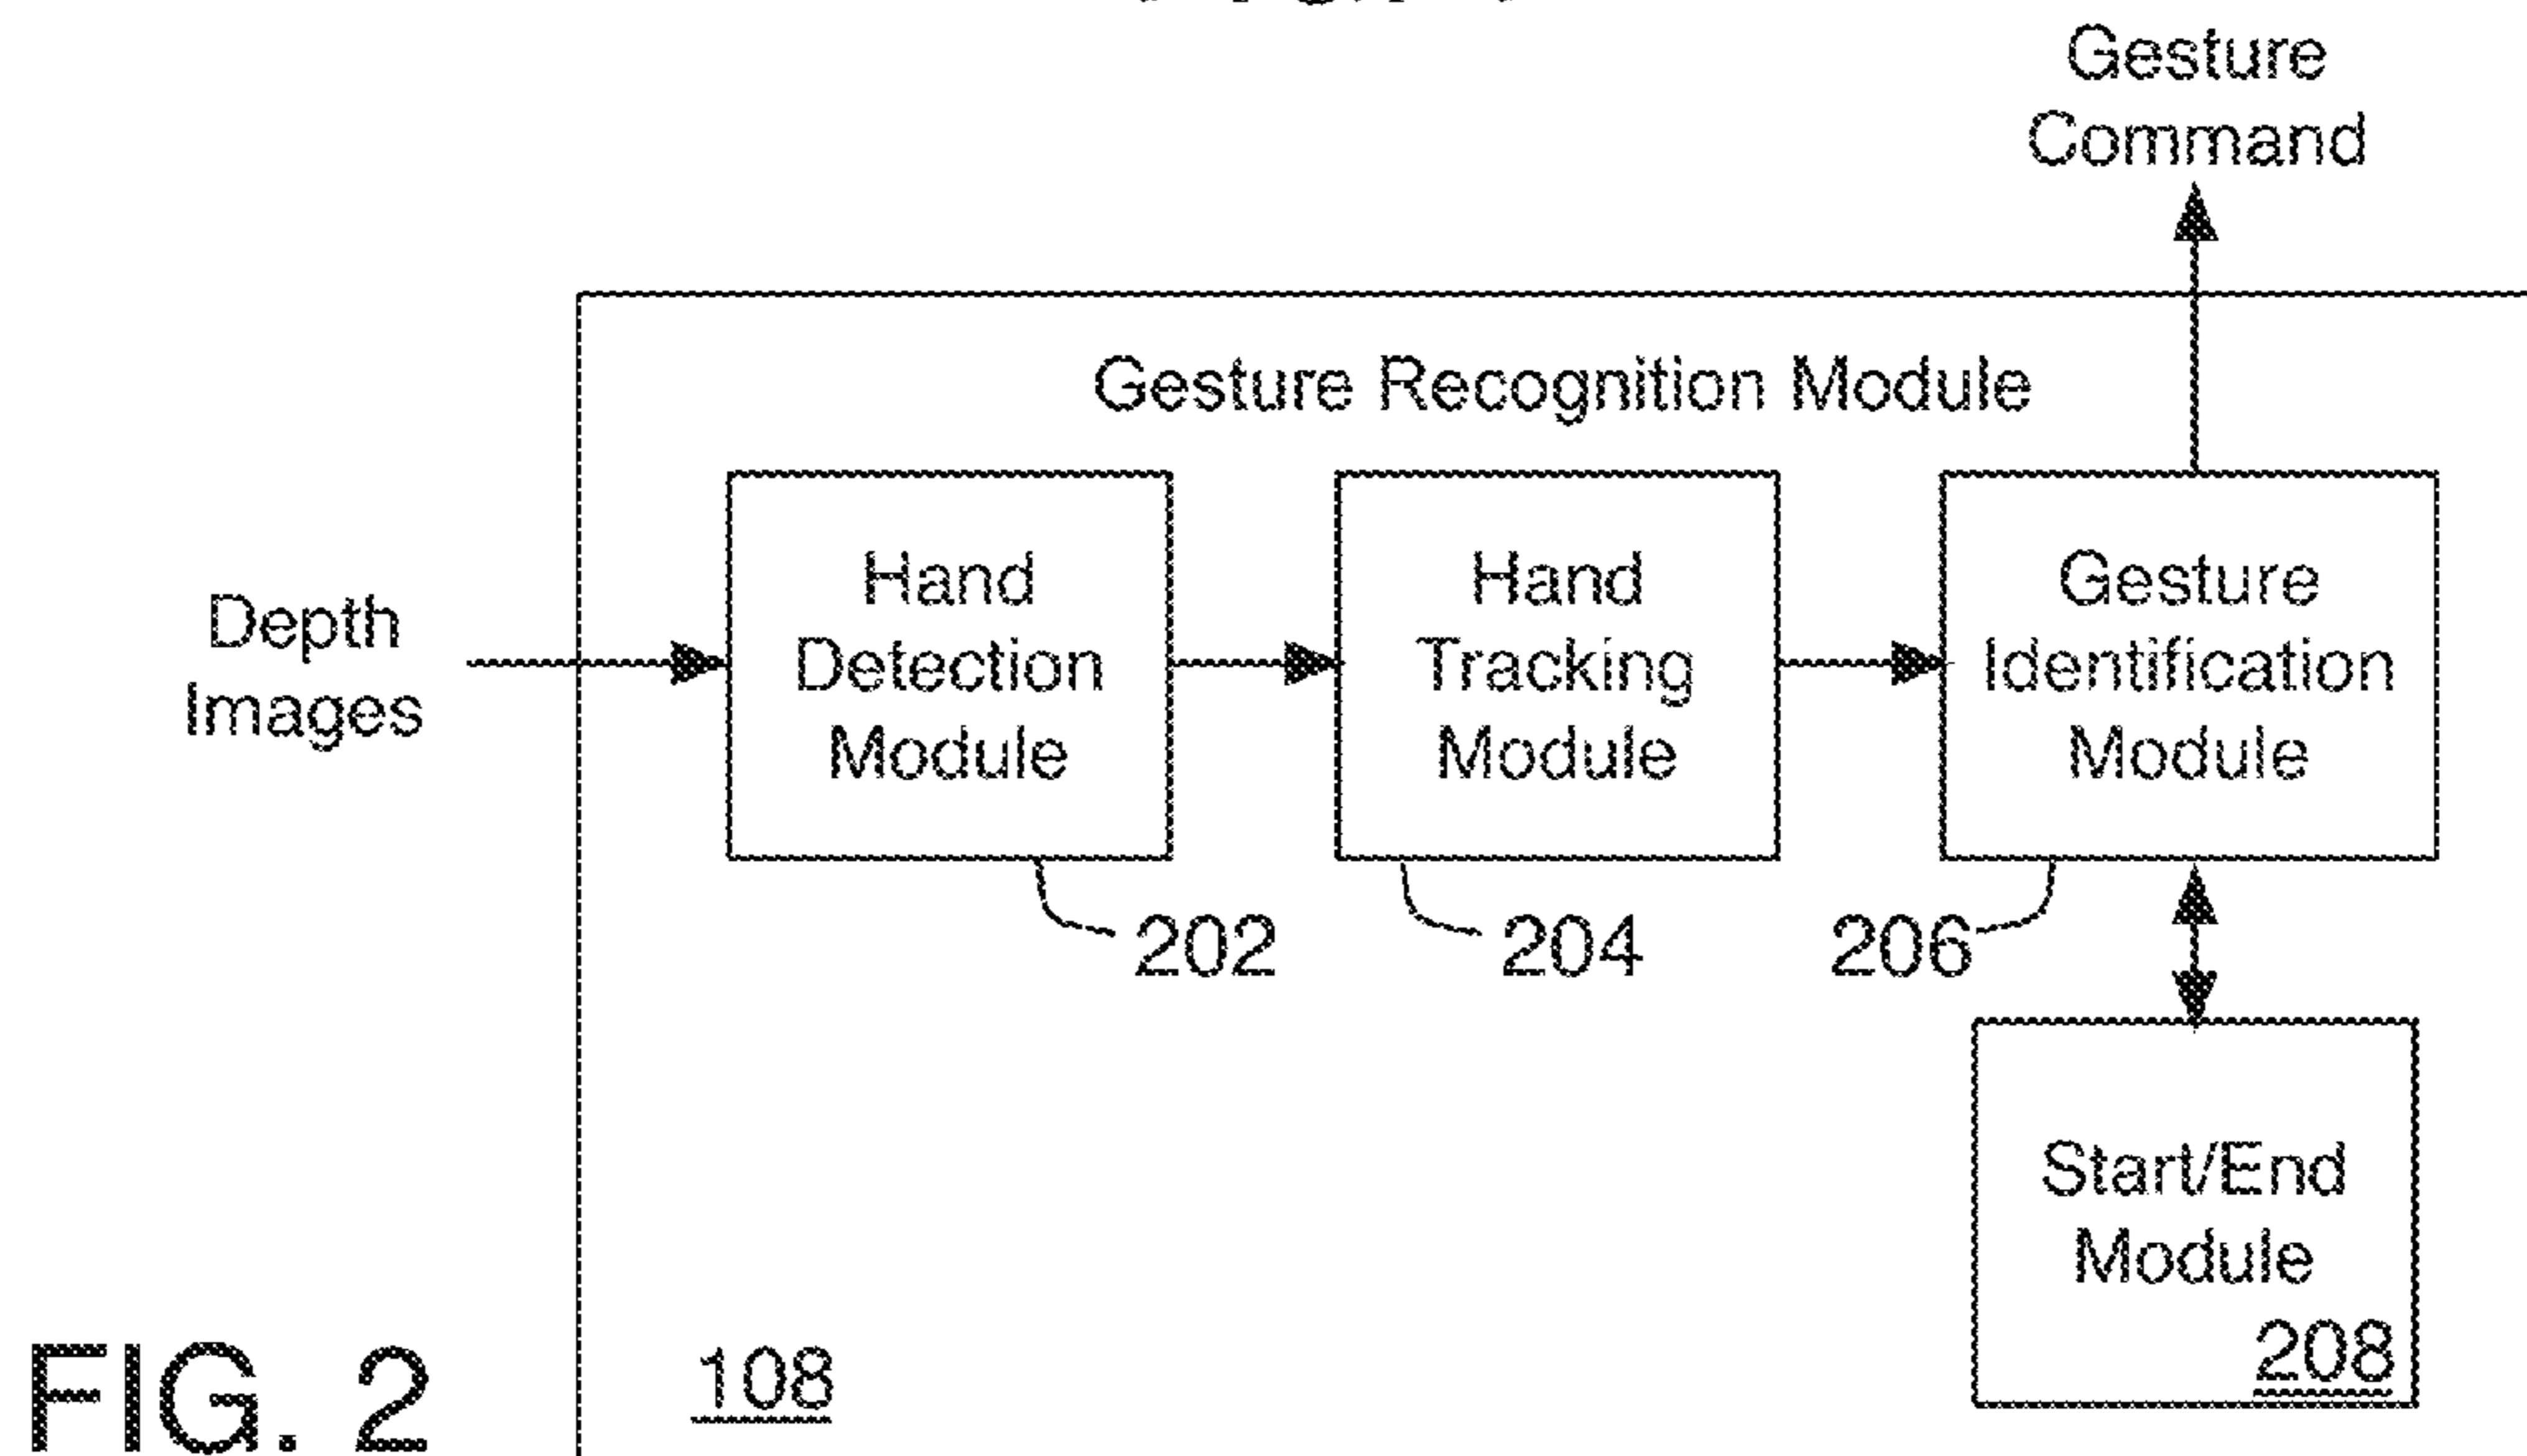 Gesture
Command
Gesture Recognition Module
Depth
Images
Hand
Detection
Module
Hand
Tracking
Module
Gesture
Identification
Module
202
204
206
Start/End
Module
208
108
FIG. 2